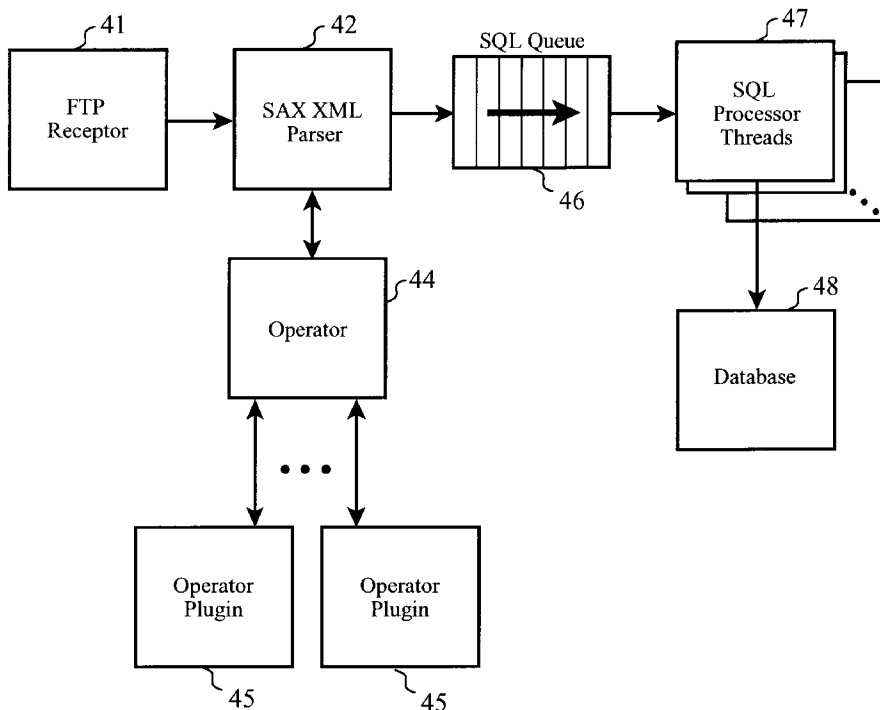 41
FTP
Receptor
42
SAX XML
Parser
SQL Queue
46
47
SQL
Processor
Threads
44
Operator
48
Database
Operator
Plugin
45
Operator
Plugin
45